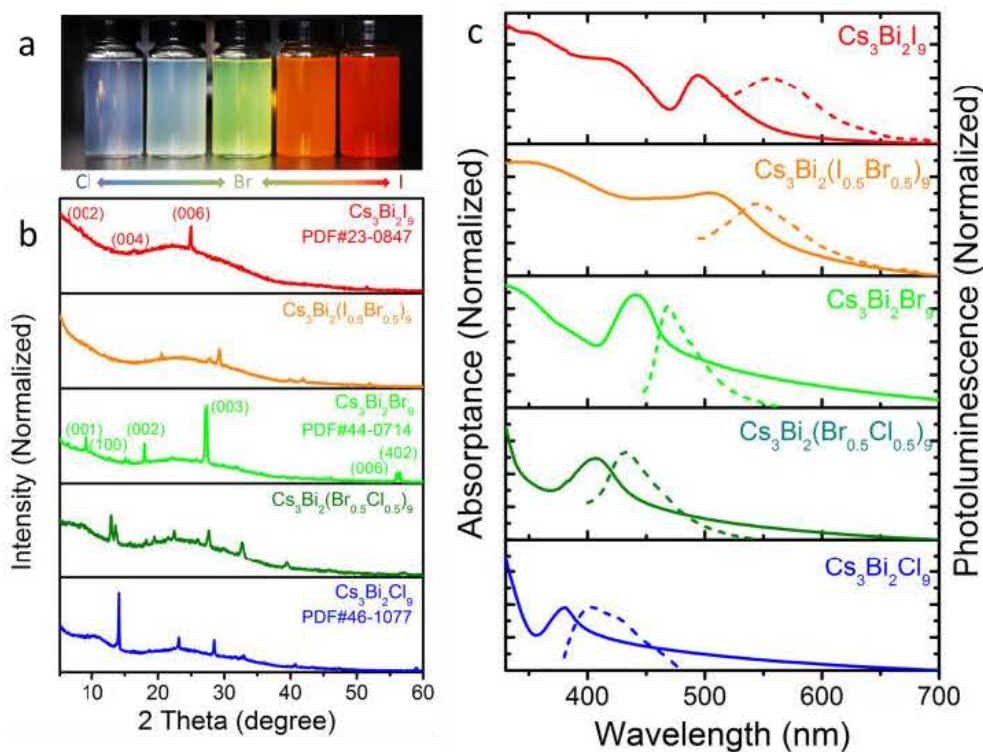 a
Cl Br I
b
Intensity (Normalized)
(002)
(004)
(006)
Cs₃Bi₂I₉
PDF#23-0847
Cs₃Bi₂(I₀.₅Br₀.₅)₉
(001)
(100)
(002)
(003)
Cs₃Bi₂Br₉
PDF#44-0714
(006)
(402)
Cs₃Bi₂(Br₀.₅Cl₀.₅)₉
Cs₃Bi₂Cl₉
PDF#46-1077
10 20 30 40 50 60
2 Theta (degree)
c
Absorptance (Normalized)
Cs₃Bi₂I₉
Cs₃Bi₂(I₀.₅Br₀.₅)₉
Cs₃Bi₂Br₉
Cs₃Bi₂(Br₀.₅Cl₀.₅)₉
Cs₃Bi₂Cl₉
Photoluminescence (Normalized)
400 500 600 700
Wavelength (nm)